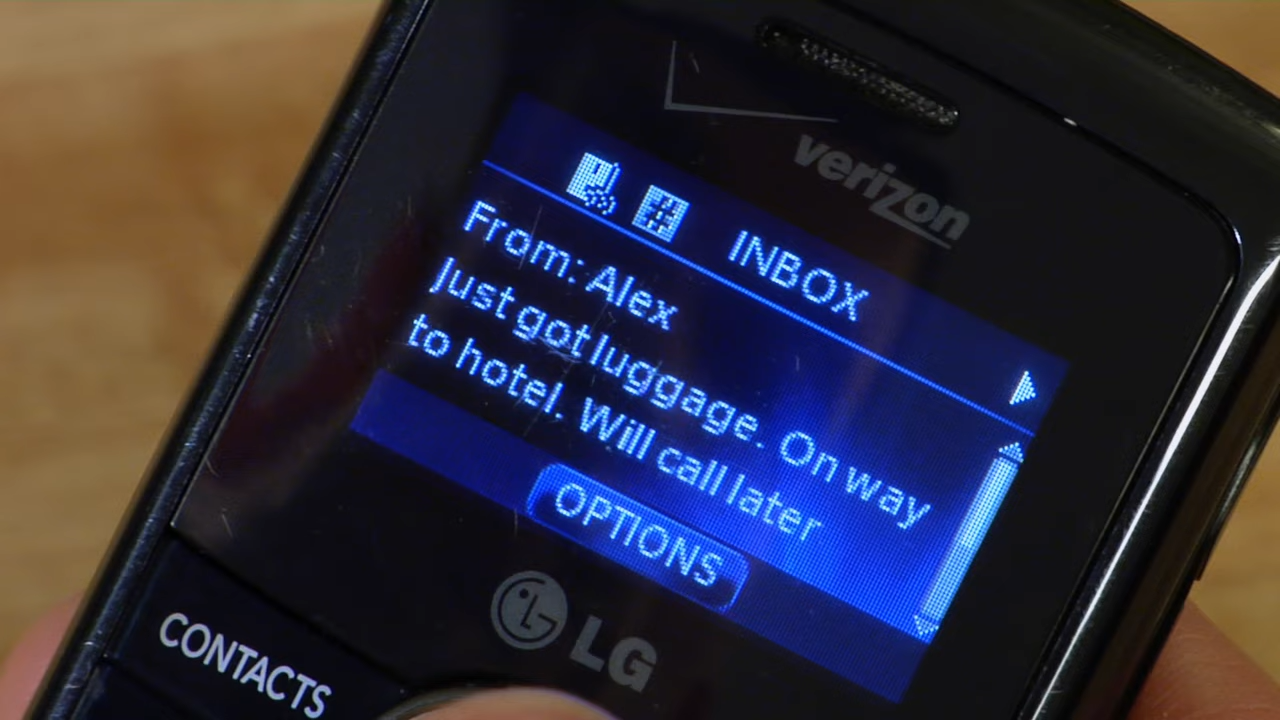 verizon
INBOX
From: Alex
Just got luggage. On way
to hotel. Will call later
OPTIONS
LG
CONTACTS